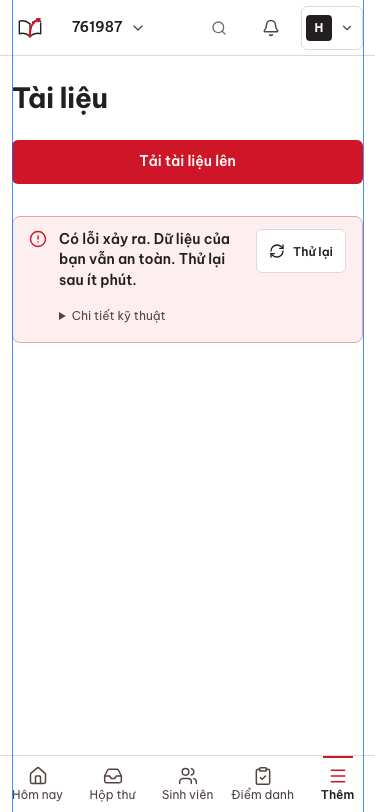 761987
H
Tài liệu
Tải tài liệu lên
Có lỗi xảy ra. Dữ liệu của
bạn vẫn an toàn. Thử lại
sau ít phút.
Thử lại
Chi tiết kỹ thuật
Hôm nay
Hộp thư
Sinh viên
Điểm danh
Thêm